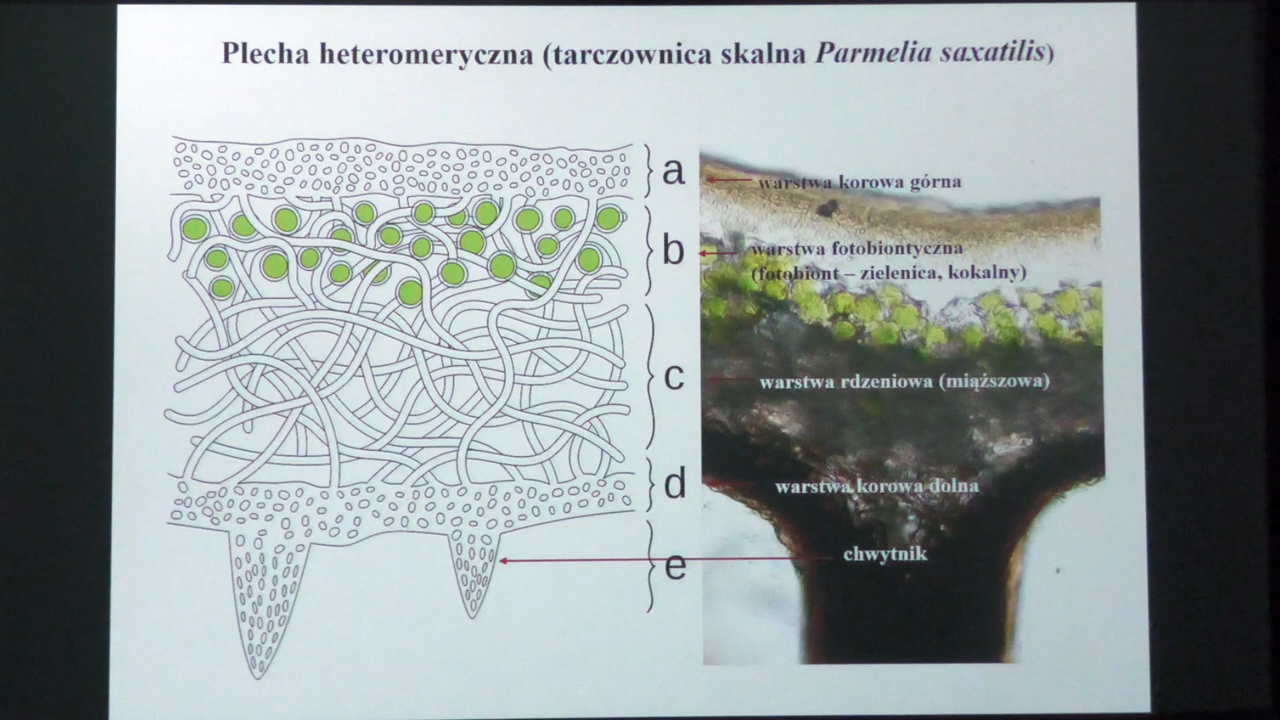 Plecha heteromeryczna (tarczownica skalna Parmelia saxatilis)
a
warstwa korowa górna
b
warstwa fotobiontyczna
(fotobiont – zielenica, kokalny)
c
warstwa rdzeniowa (miąższowa)
d
warstwa korowa dolna
e
chwytnik